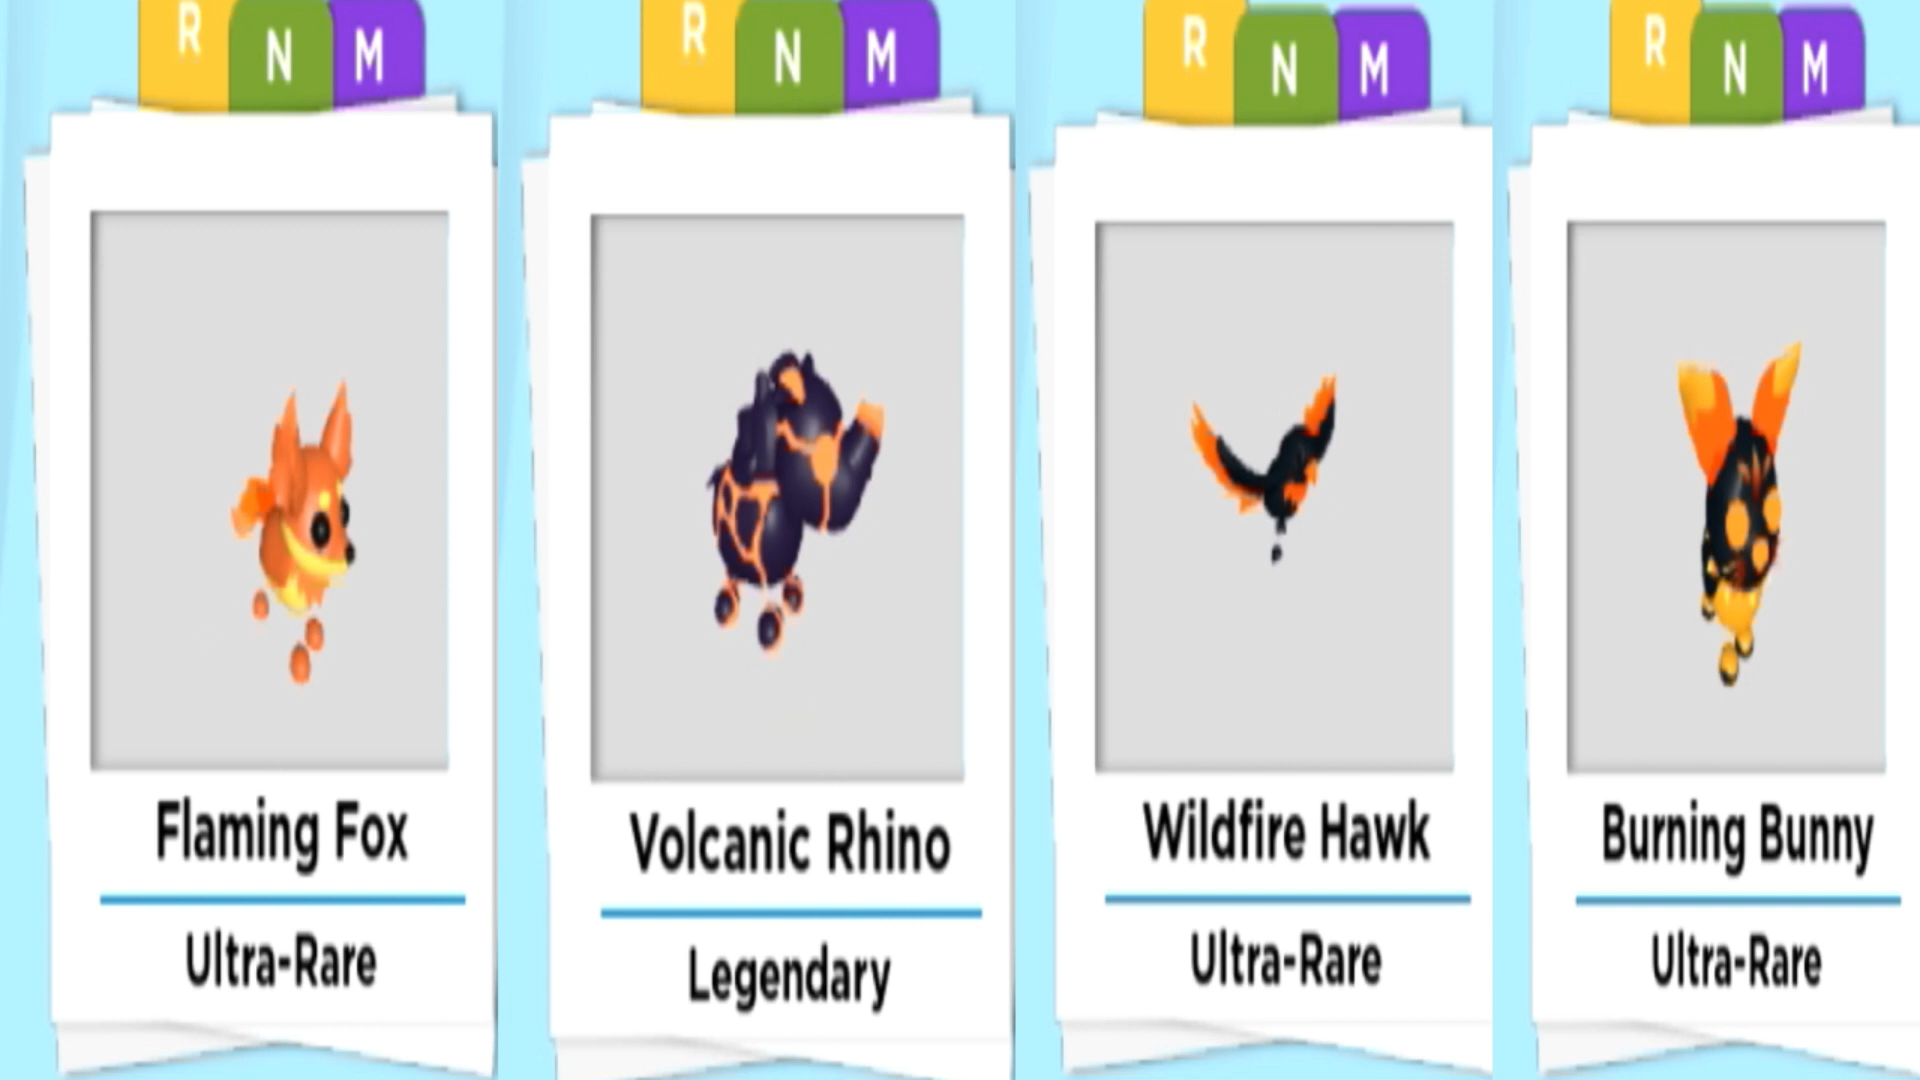 R N M
Flaming Fox
Ultra-Rare
R N M
Volcanic Rhino
Legendary
R N M
Wildfire Hawk
Ultra-Rare
R N M
Burning Bunny
Ultra-Rare